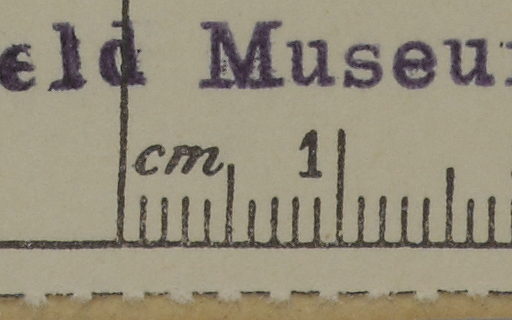 eld Museu
cm 1